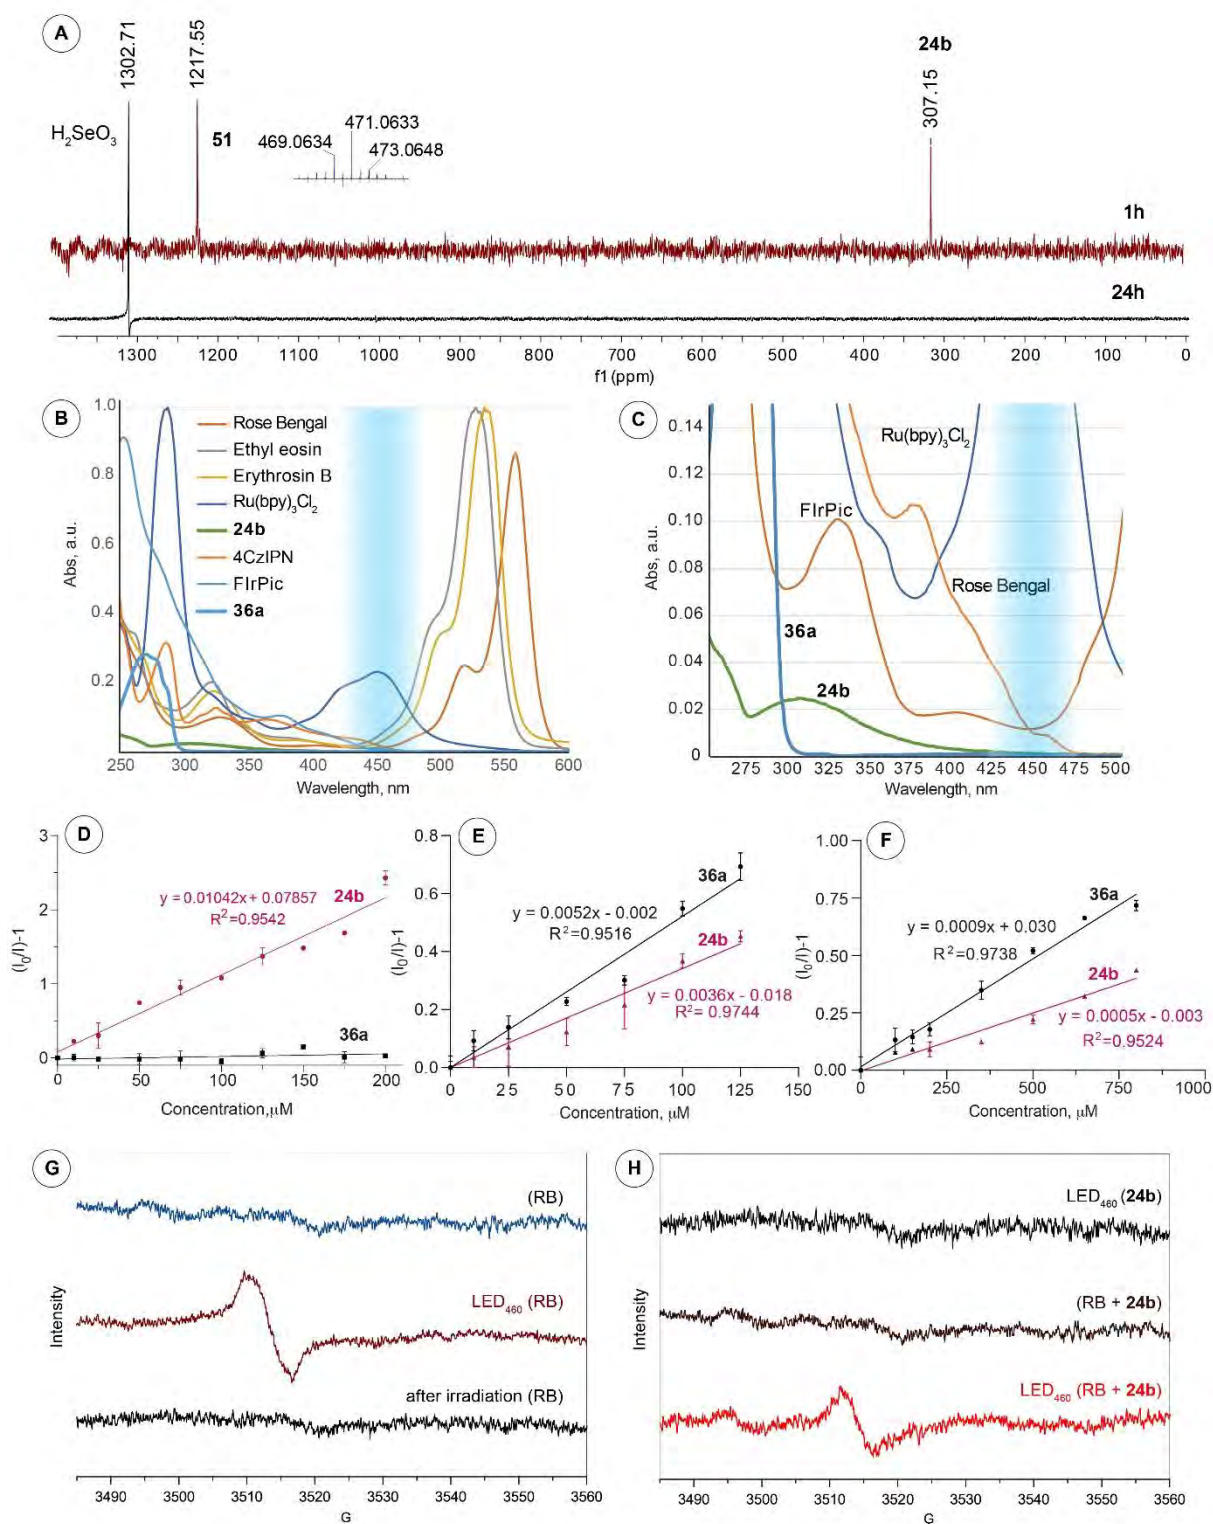 A
1302.71
1217.55
24b
307.15
H₂SeO₃
51
469.0634
471.0633
473.0648
1h
24h
1300 1200 1100 1000 900 800 700 600 500 400 300 200 100 0
f1 (ppm)
B
1.0
0.8
0.6
0.4
0.2
Abs, a.u.
Rose Bengal
Ethyl eosin
Erythrosin B
Ru(bpy)₃Cl₂
24b
4CzIPN
FIrPic
36a
250 300 350 400 450 500 550 600
Wavelength, nm
C
0.14
0.12
0.10
0.08
0.06
0.04
0.02
0
Abs, a.u.
Ru(bpy)₃Cl₂
FIrPic
Rose Bengal
36a
24b
275 300 325 350 375 400 425 450 475 500
Wavelength, nm
D
3
2
1
0
(I₀/I)-1
y = 0.01042x + 0.07857
R²=0.9542
24b
36a
0 50 100 150 200
Concentration,μM
E
0.8
0.6
0.4
0.2
0.0
(I₀/I)-1
36a
y = 0.0052x - 0.002
R²=0.9516
24b
y = 0.0036x - 0.018
R²= 0.9744
0 25 50 75 100 125 150
Concentration, μM
F
1.00
0.75
0.50
0.25
0.00
(I₀/I)-1
36a
y = 0.0009x + 0.030
R²=0.9738
24b
y = 0.0005x - 0.003
R²=0.9524
0 250 500 750 1000
Concentration, μM
G
(RB)
LED₄₆₀ (RB)
after irradiation (RB)
Intensity
3490 3500 3510 3520 3530 3540 3550 3560
G
H
LED₄₆₀ (24b)
(RB + 24b)
LED₄₆₀ (RB + 24b)
Intensity
3490 3500 3510 3520 3530 3540 3550 3560
G